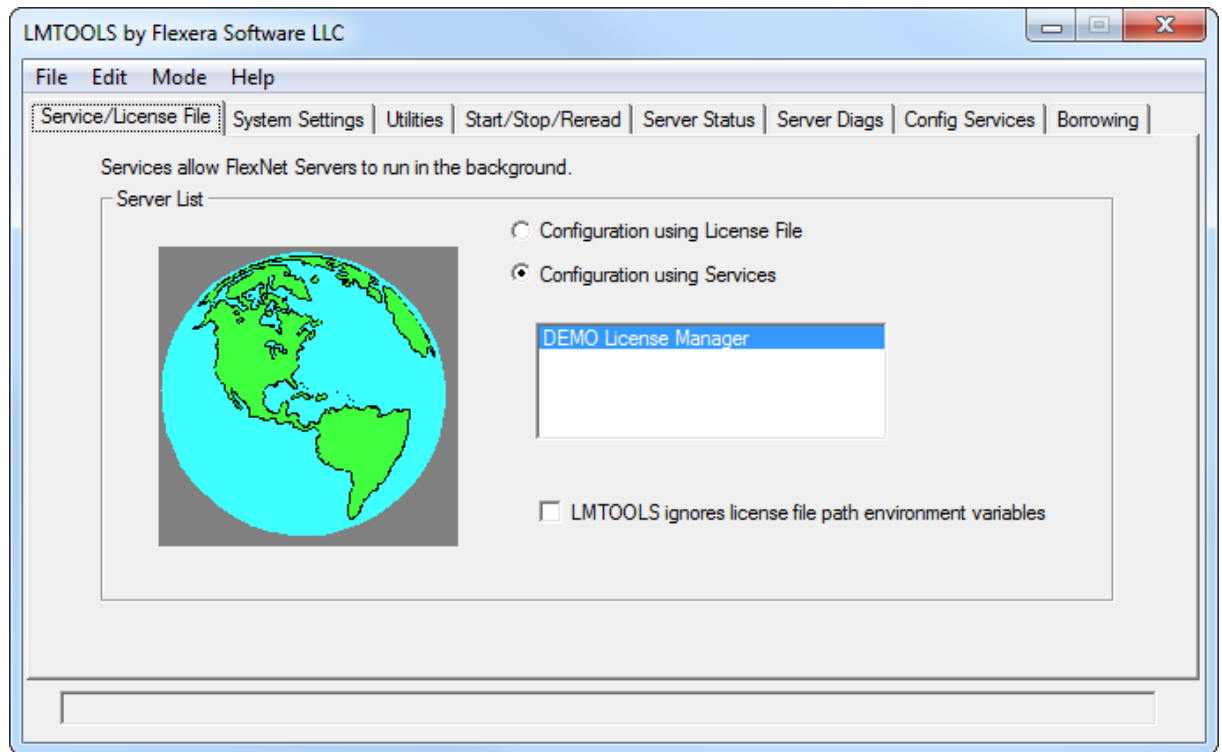 LMTOOLS by Flexera Software LLC
File Edit Mode Help
Service/License File System Settings Utilities Start/Stop/Reread Server Status Server Diags Config Services Borrowing
Services allow FlexNet Servers to run in the background.
Server List
Configuration using License File
Configuration using Services
DEMO License Manager
LMTOOLS ignores license file path environment variables